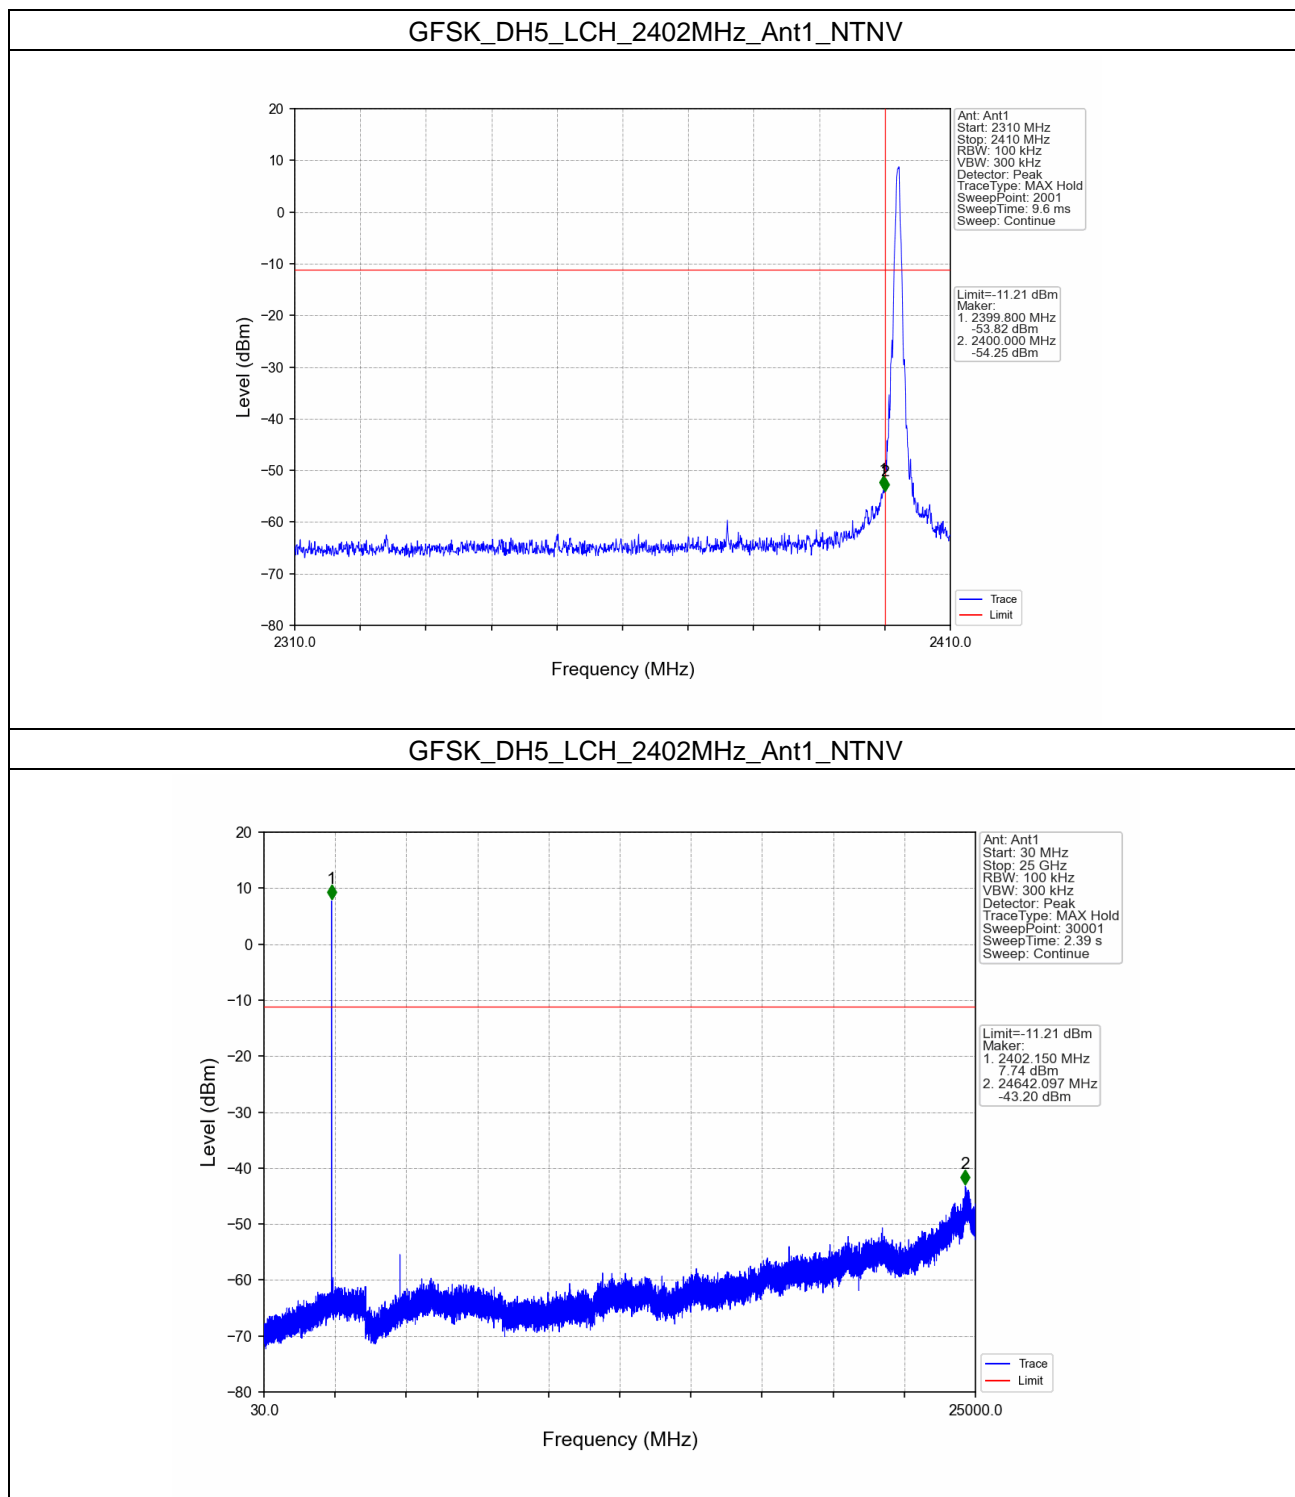 GFSK_DH5_LCH_2402MHz_Ant1_NTNV
20
10
0
−10
−20
−30
−40
−50
−60
−70
−80
Level (dBm)
2310.0
2410.0
Frequency (MHz)
2
Ant: Ant1
Start: 2310 MHz
Stop: 2410 MHz
RBW: 100 kHz
VBW: 300 kHz
Detector: Peak
TraceType: MAX Hold
SweepPoint: 2001
SweepTime: 9.6 ms
Sweep: Continue
Limit=-11.21 dBm
Maker:
1. 2399.800 MHz
-53.82 dBm
2. 2400.000 MHz
-54.25 dBm
Trace
Limit
GFSK_DH5_LCH_2402MHz_Ant1_NTNV
20
10
0
−10
−20
−30
−40
−50
−60
−70
−80
Level (dBm)
30.0
25000.0
Frequency (MHz)
1
2
Ant: Ant1
Start: 30 MHz
Stop: 25 GHz
RBW: 100 kHz
VBW: 300 kHz
Detector: Peak
TraceType: MAX Hold
SweepPoint: 30001
SweepTime: 2.39 s
Sweep: Continue
Limit=-11.21 dBm
Maker:
1. 2402.150 MHz
7.74 dBm
2. 24642.097 MHz
-43.20 dBm
Trace
Limit